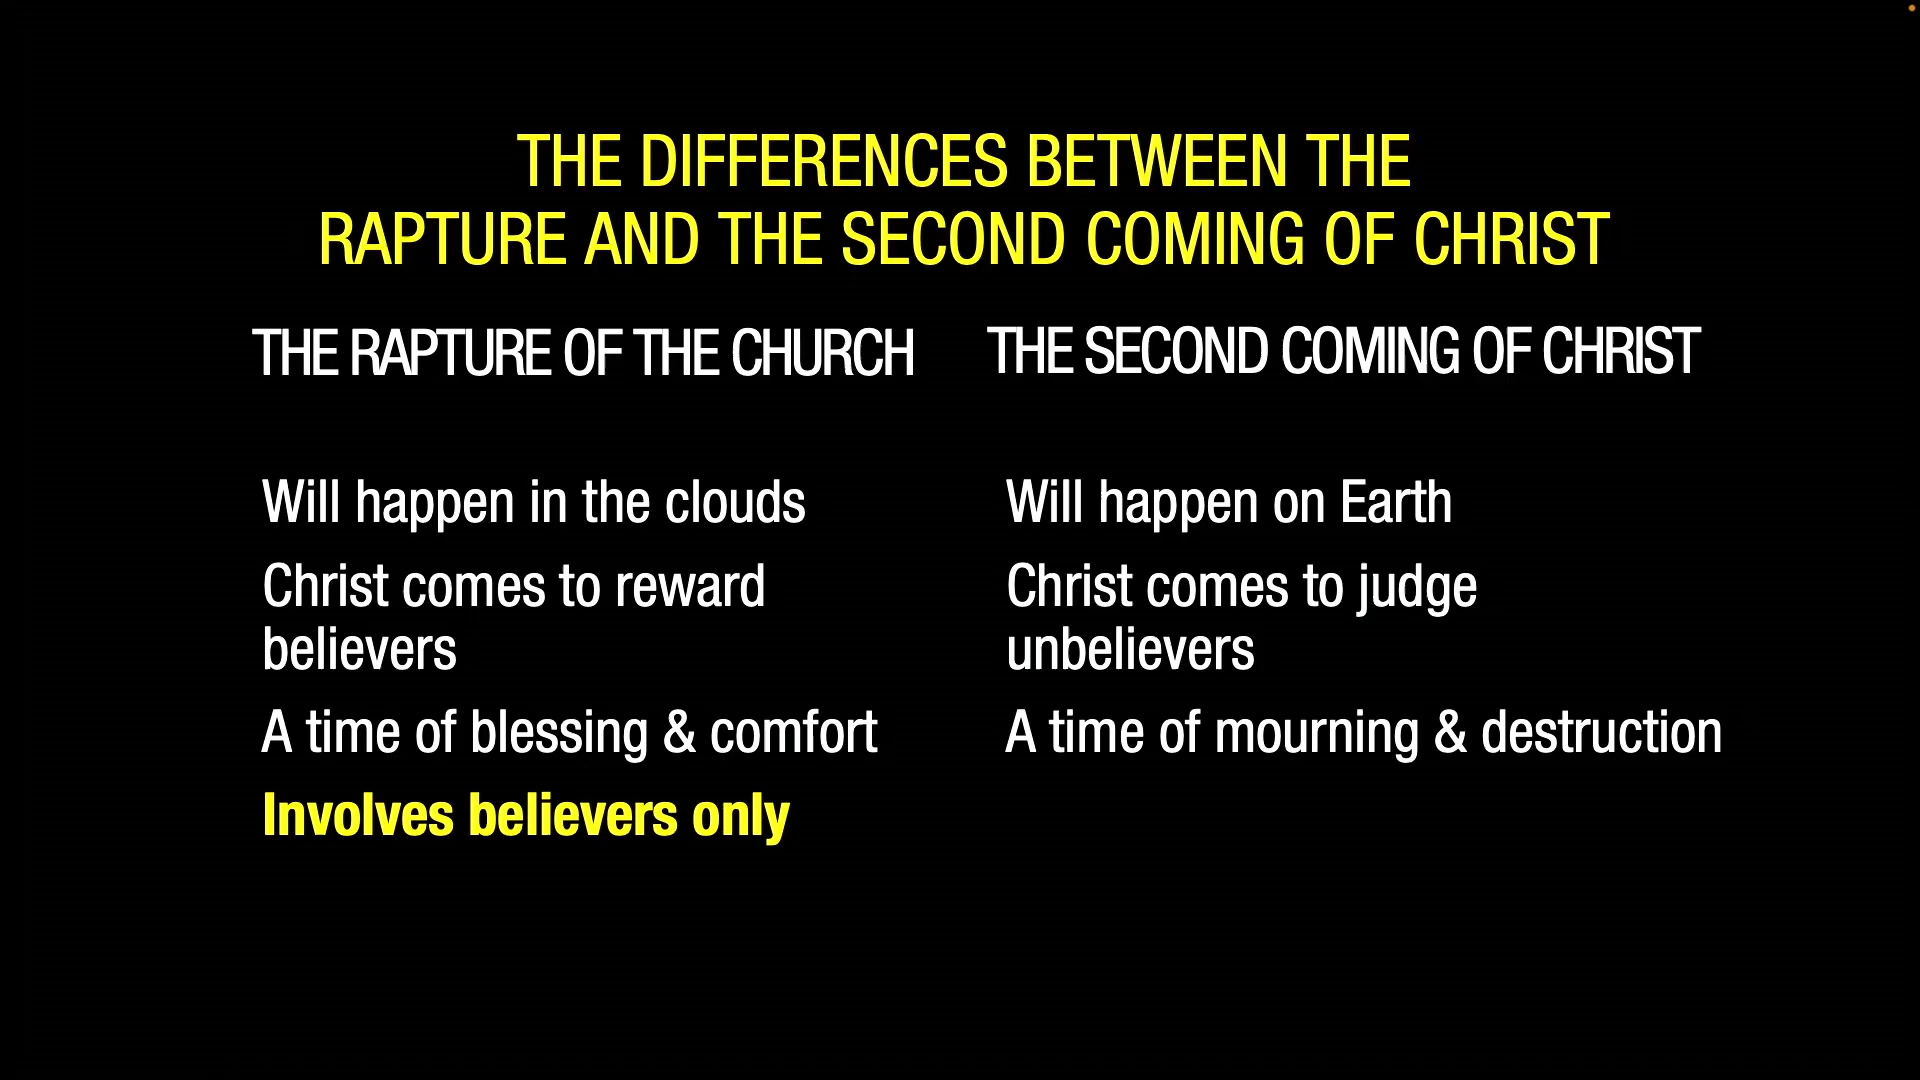 THE DIFFERENCES BETWEEN THE
RAPTURE AND THE SECOND COMING OF CHRIST
THE RAPTURE OF THE CHURCH
Will happen in the clouds
Christ comes to reward
believers
A time of blessing & comfort
Involves believers only
THE SECOND COMING OF CHRIST
Will happen on Earth
Christ comes to judge
unbelievers
A time of mourning & destruction